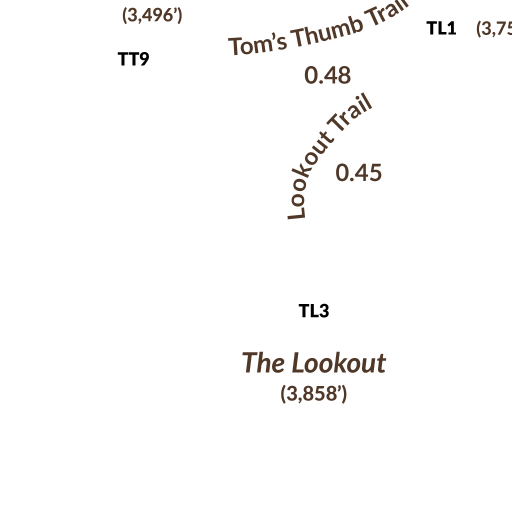 (3,496’)
TT9
Tom’s Thumb Trail
TL1
0.48
Lookout Trail
0.45
TL3
The Lookout
(3,858’)